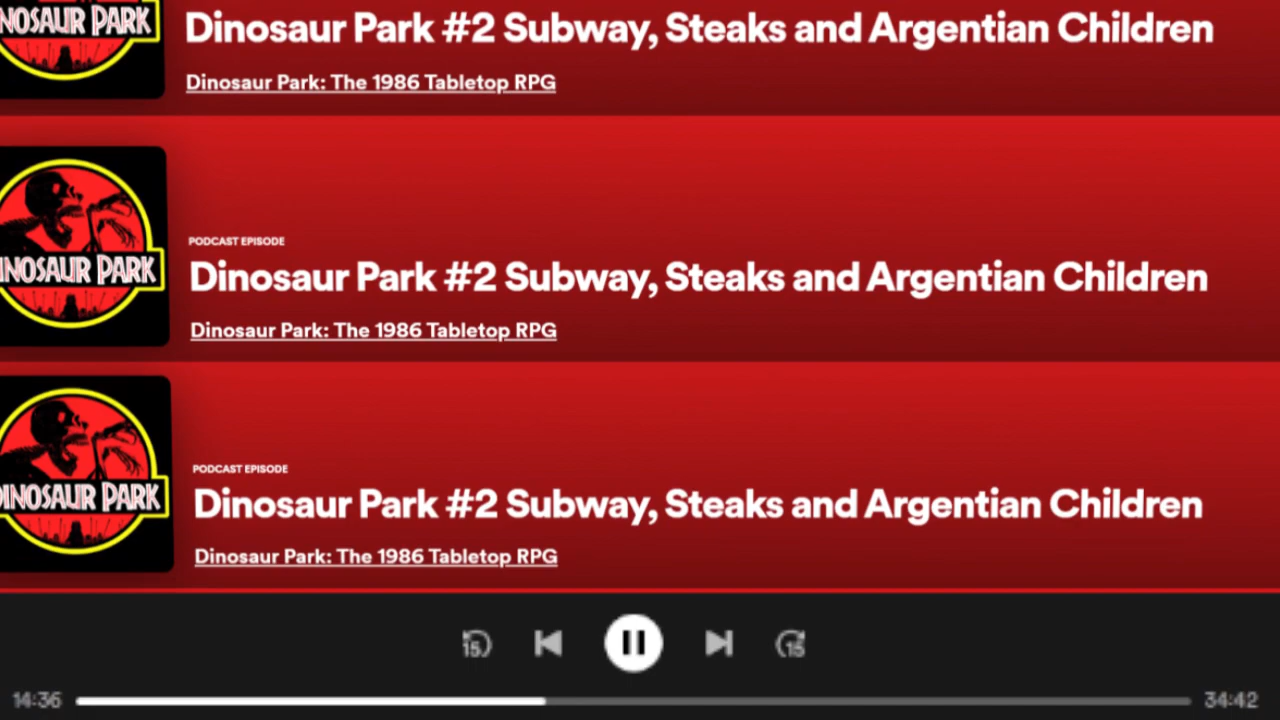 NOSAUR PARK
Dinosaur Park #2 Subway, Steaks and Argentian Children
Dinosaur Park: The 1986 Tabletop RPG
PODCAST EPISODE
INOSAUR PARK
Dinosaur Park #2 Subway, Steaks and Argentian Children
Dinosaur Park: The 1986 Tabletop RPG
PODCAST EPISODE
DINOSAUR PARK
Dinosaur Park #2 Subway, Steaks and Argentian Children
Dinosaur Park: The 1986 Tabletop RPG
15 15
14:36 34:42